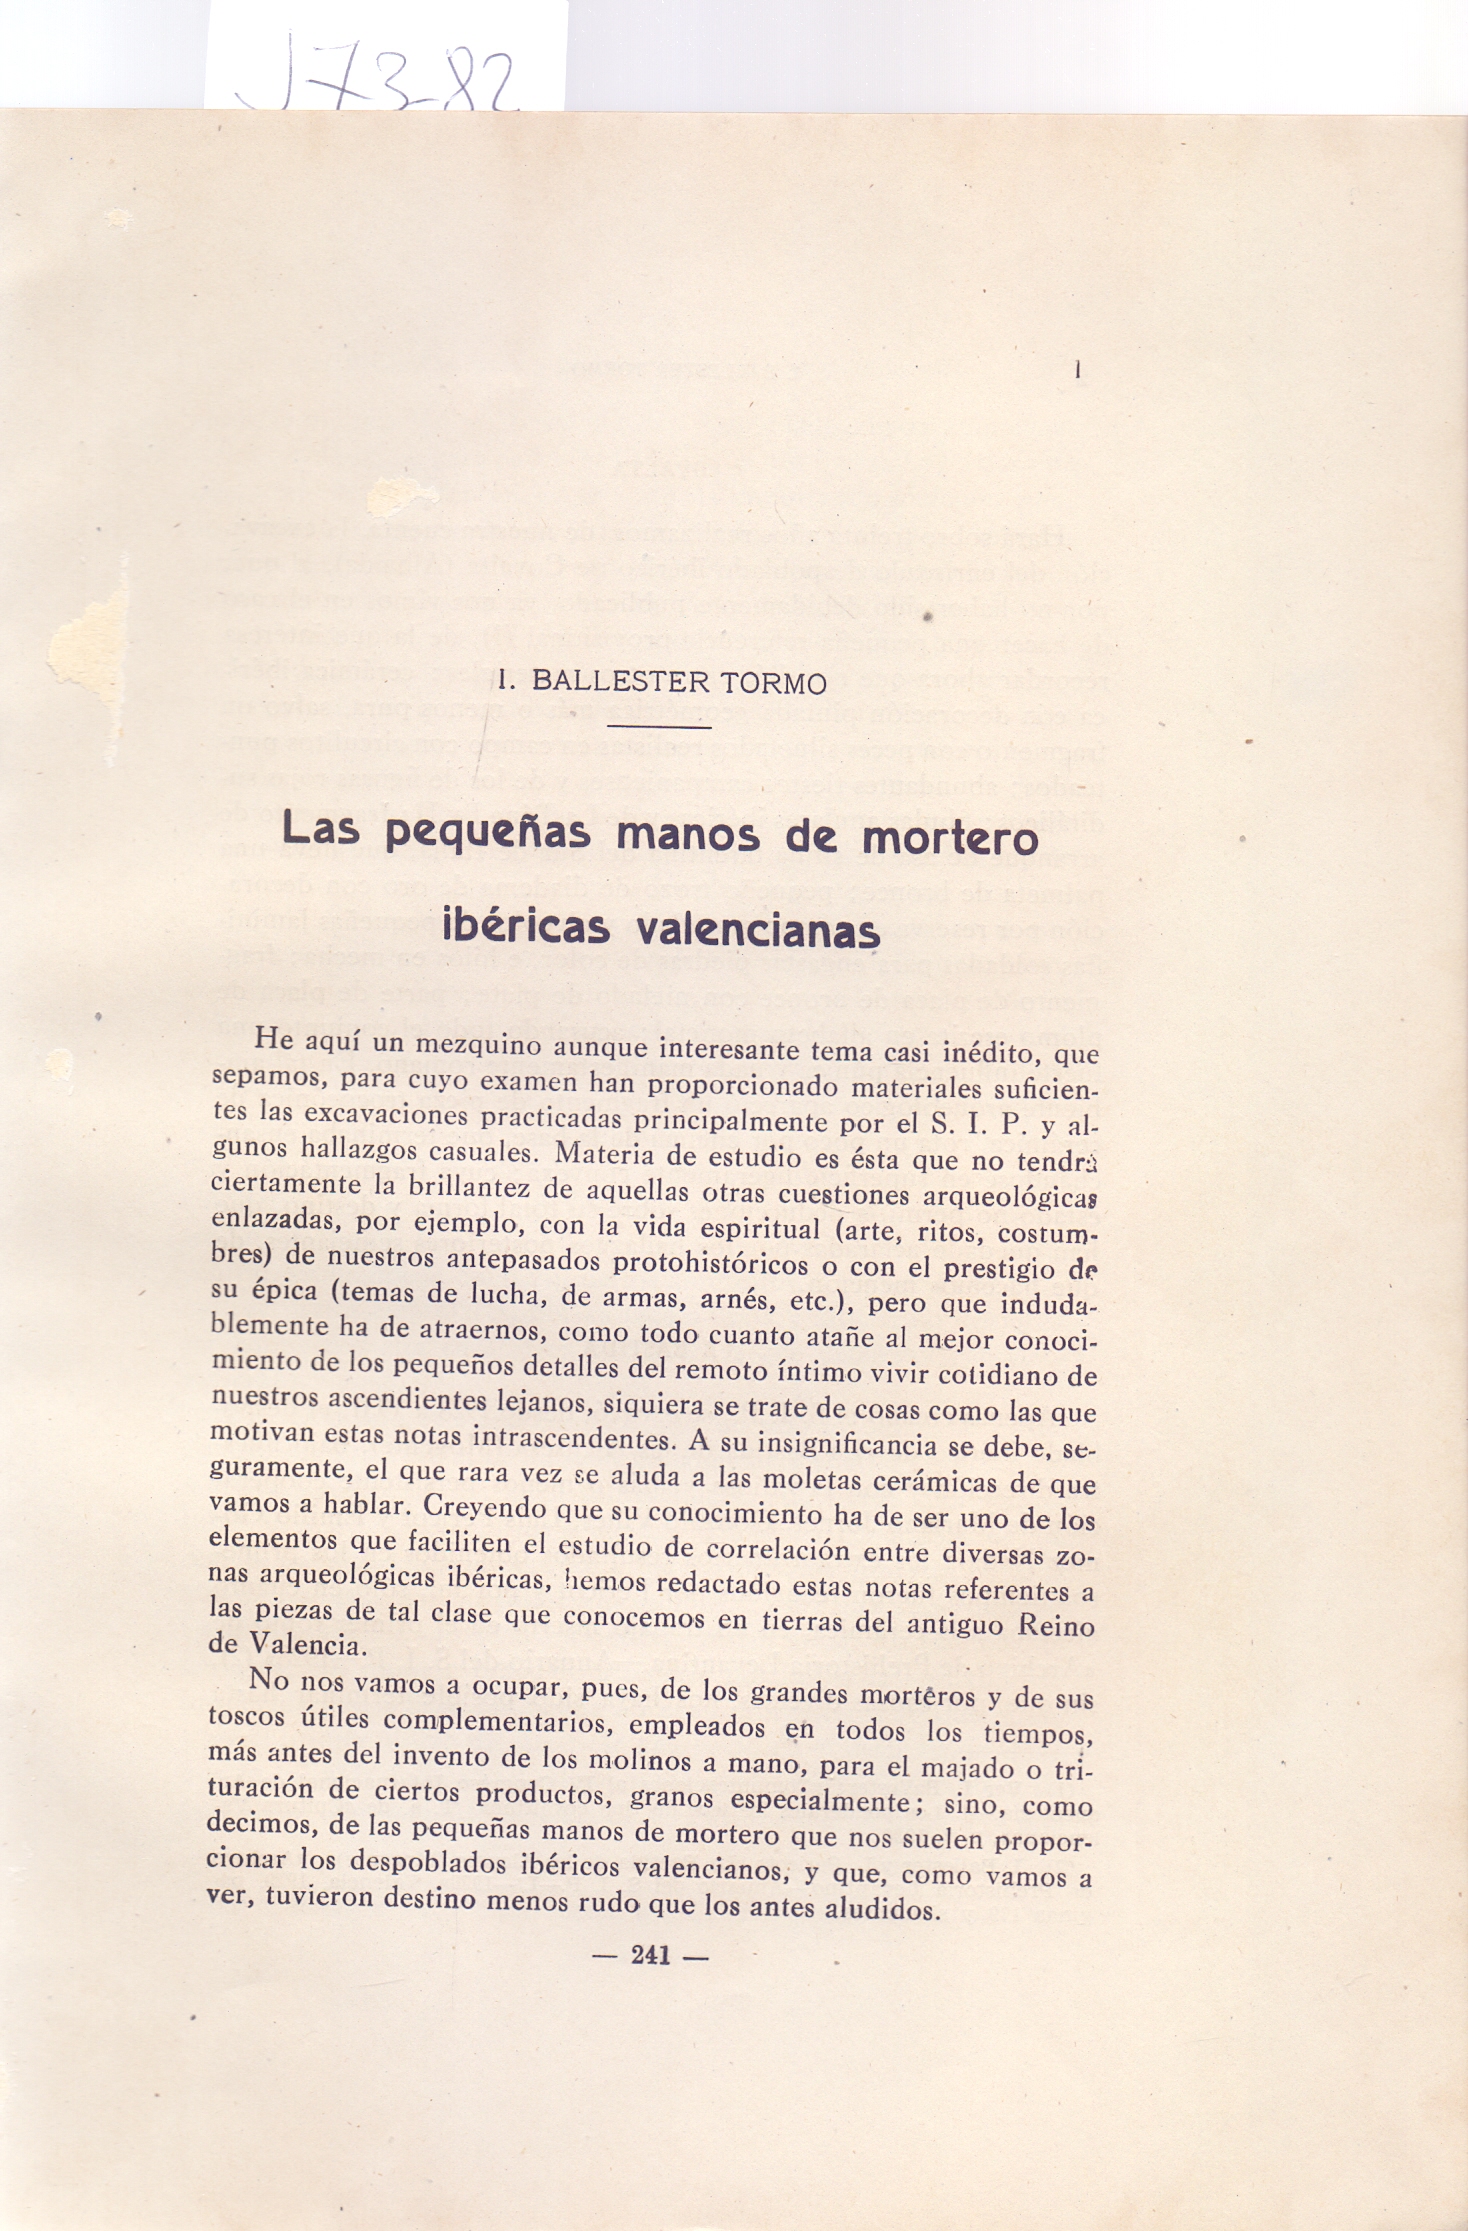 J73-82
1
I. BALLESTER TORMO
Las pequeñas manos de mortero
ibéricas valencianas
He aquí un mezquino aunque interesante tema casi inédito, que
sepamos, para cuyo examen han proporcionado materiales suficien-
tes las excavaciones practicadas principalmente por el S. I. P. y al-
gunos hallazgos casuales. Materia de estudio es ésta que no tendrá
ciertamente la brillantez de aquellas otras cuestiones arqueológicas
enlazadas, por ejemplo, con la vida espiritual (arte, ritos, costum-
bres) de nuestros antepasados protohistóricos o con el prestigio de
su épica (temas de lucha, de armas, arnés, etc.), pero que induda-
blemente ha de atraernos, como todo cuanto atañe al mejor conoci-
miento de los pequeños detalles del remoto íntimo vivir cotidiano de
nuestros ascendientes lejanos, siquiera se trate de cosas como las que
motivan estas notas intrascendentes. A su insignificancia se debe, se-
guramente, el que rara vez se aluda a las moletas cerámicas de que
vamos a hablar. Creyendo que su conocimiento ha de ser uno de los
elementos que faciliten el estudio de correlación entre diversas zo-
nas arqueológicas ibéricas, hemos redactado estas notas referentes a
las piezas de tal clase que conocemos en tierras del antiguo Reino
de Valencia.
No nos vamos a ocupar, pues, de los grandes morteros y de sus
toscos útiles complementarios, empleados en todos los tiempos,
más antes del invento de los molinos a mano, para el majado o tri-
turación de ciertos productos, granos especialmente; sino, como
decimos, de las pequeñas manos de mortero que nos suelen propor-
cionar los despoblados ibéricos valencianos, y que, como vamos a
ver, tuvieron destino menos rudo que los antes aludidos.
— 241 —